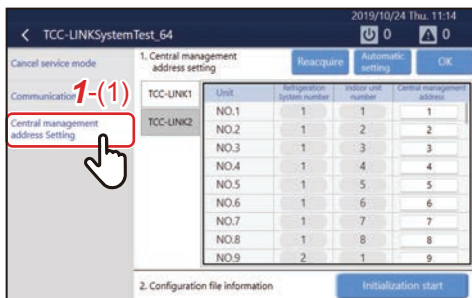 2019/10/24 Thu. 11:14
< TCC-LINKSystemTest_64
0
0
Cancel service mode
Communication
1-(1)
Central management
address Setting
1. Central management
address setting
Reacquire
Automatic
setting
OK
TCC-LINK1
TCC-LINK2
Unit
Refrigeration
System number
Indoor unit
number
Central management
address
NO.1 1 1 1
NO.2 1 2 2
NO.3 1 3 3
NO.4 1 4 4
NO.5 1 5 5
NO.6 1 6 6
NO.7 1 7 7
NO.8 1 8 8
NO.9 2 1 9
2. Configuration file information
Initialization start